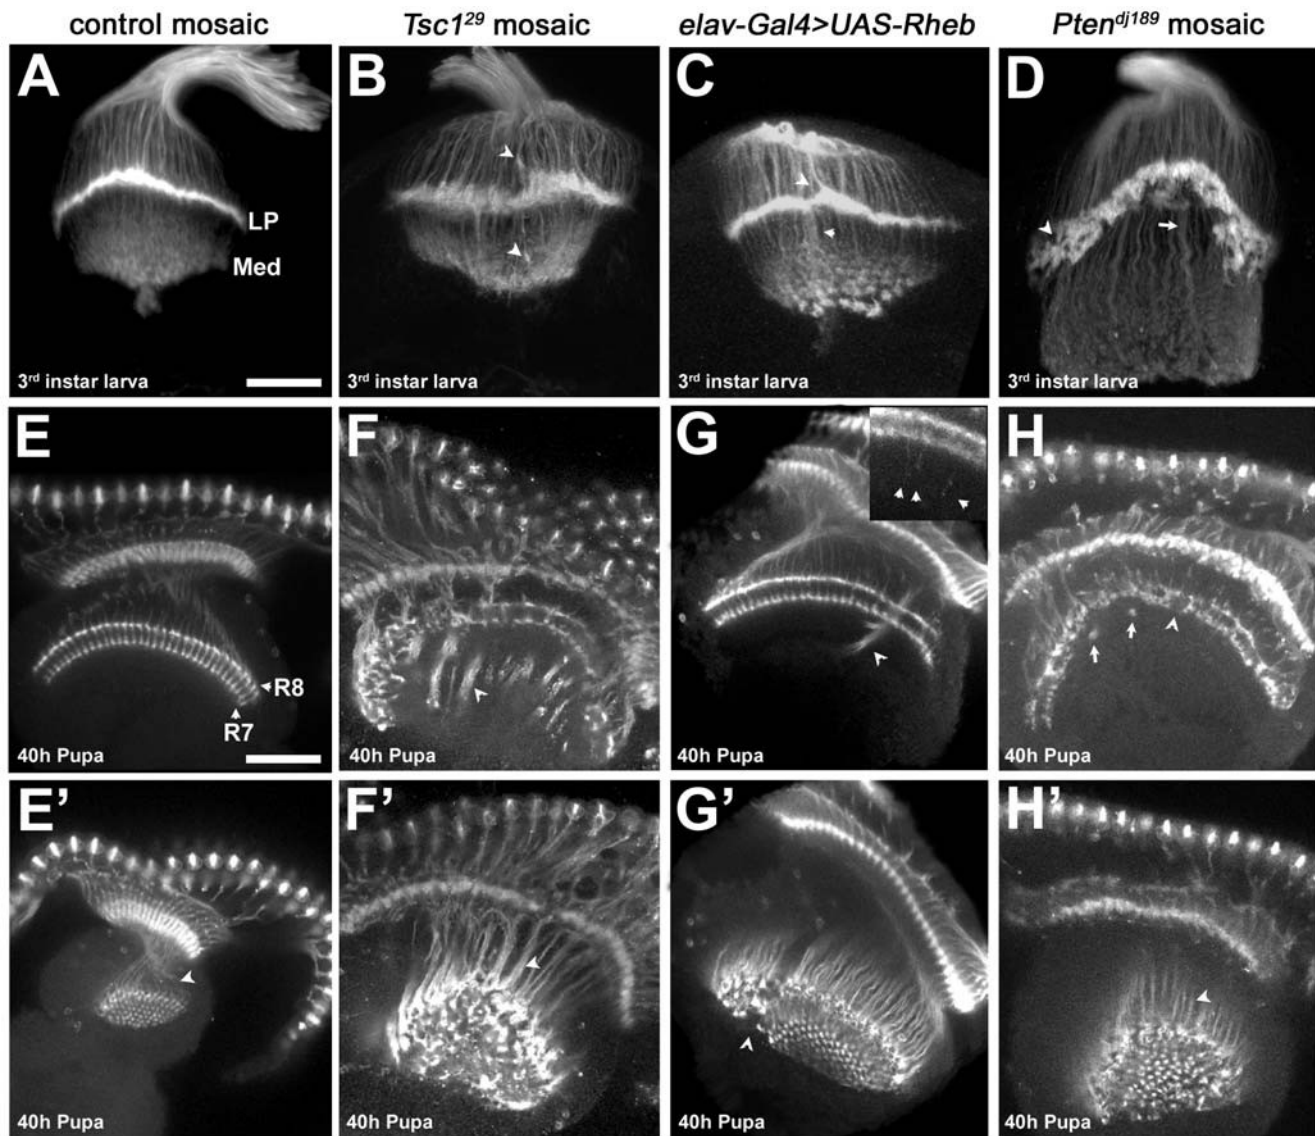 control mosaic
Tsc1²⁹ mosaic
elav-Gal4>UAS-Rheb
Ptenᵈʲ¹⁸⁹ mosaic
A
B
C
D
LP
Med
3ʳᵈ instar larva
3ʳᵈ instar larva
3ʳᵈ instar larva
3ʳᵈ instar larva
E
F
G
H
R8
R7
40h Pupa
40h Pupa
40h Pupa
40h Pupa
E’
F’
G’
H’
40h Pupa
40h Pupa
40h Pupa
40h Pupa